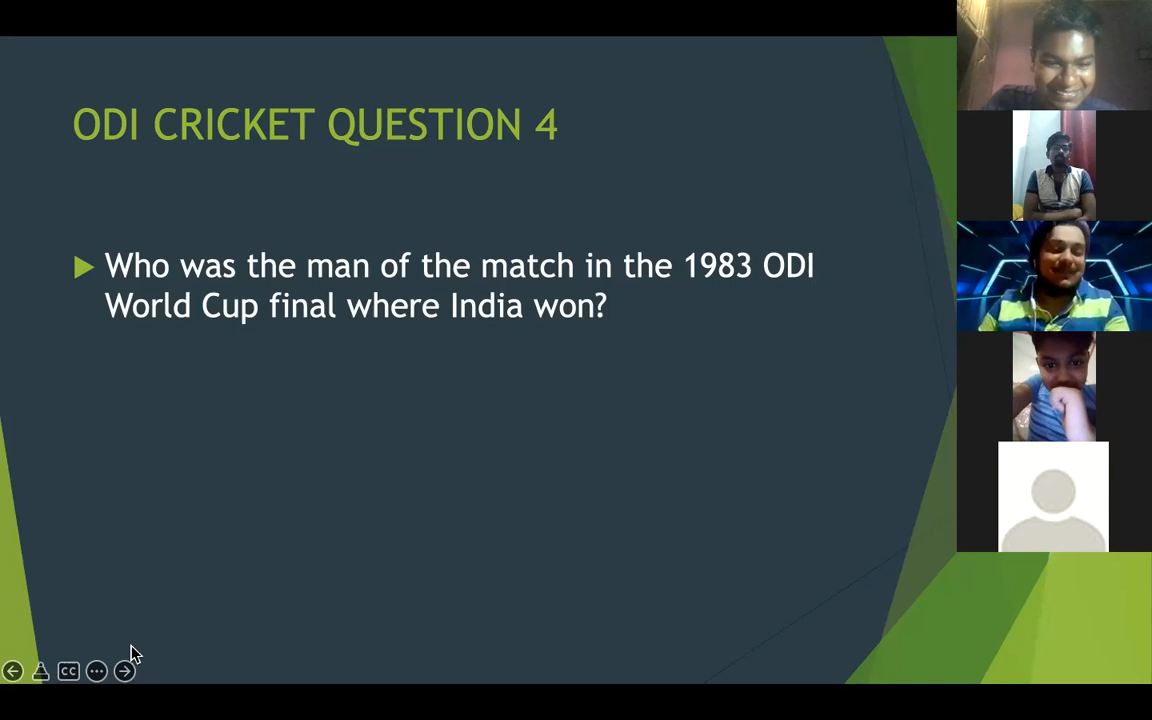 ODI CRICKET QUESTION 4
Who was the man of the match in the 1983 ODI
World Cup final where India won?
CC